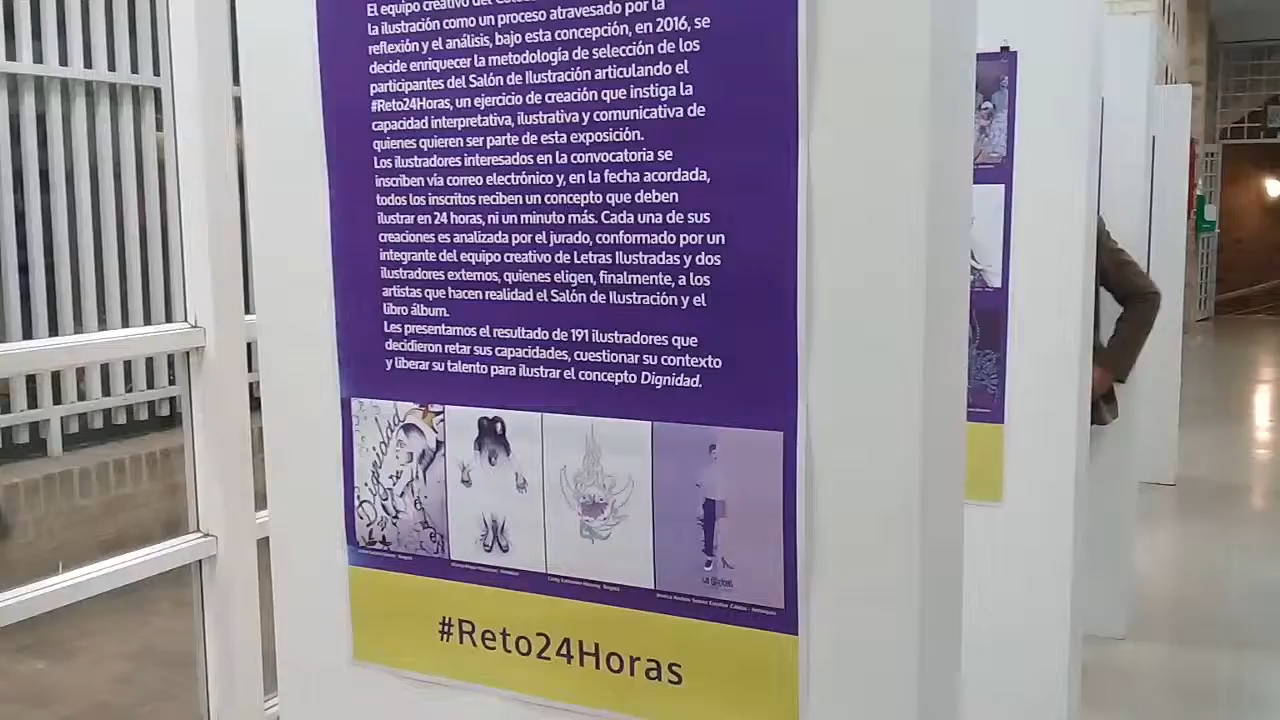 El equipo creativo del
la ilustración como un proceso atravesado por la
reflexión y el análisis, bajo esta concepción, en 2016, se
decide enriquecer la metodología de selección de los
participantes del Salón de Ilustración articulando el
#Reto24Horas, un ejercicio de creación que instiga la
capacidad interpretativa, ilustrativa y comunicativa de
quienes quieren ser parte de esta exposición.
Los ilustradores interesados en la convocatoria se
inscriben vía correo electrónico y, en la fecha acordada,
todos los inscritos reciben un concepto que deben
ilustrar en 24 horas, ni un minuto más. Cada una de sus
creaciones es analizada por el jurado, conformado por un
integrante del equipo creativo de Letras Ilustradas y dos
ilustradores externos, quienes eligen, finalmente, a los
artistas que hacen realidad el Salón de Ilustración y el
libro álbum.
Les presentamos el resultado de 191 ilustradores que
decidieron retar sus capacidades, cuestionar su contexto
y liberar su talento para ilustrar el concepto Dignidad.
Dignidad
#Reto24Horas